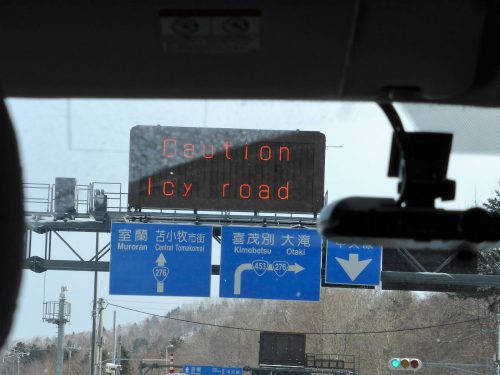 Caution
Icy road
室蘭 苫小牧市街
Muroran Central Tomakomai
276
喜茂別 大滝
Kimobetsu Otaki
453 276